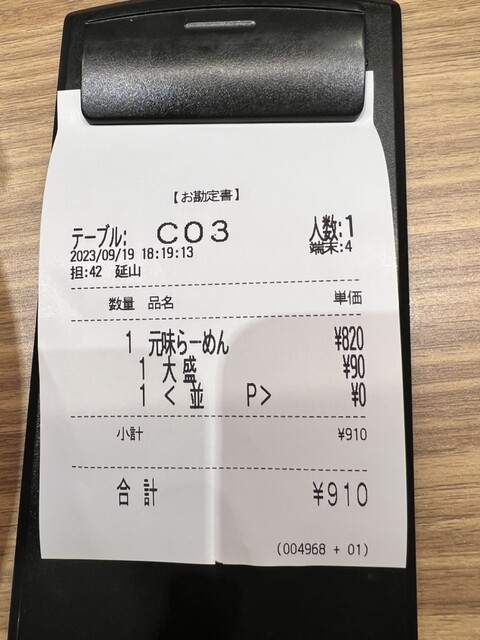 【お勘定書】
テーブル: C03 人数:1
2023/09/19 18:19:13 端末:4
担:42 延山
数量 品名 単価
1 元味らーめん ¥820
1 大盛 ¥90
1 < 並 P> ¥0
小計 ¥910
合計 ¥910
(004968 + 01)